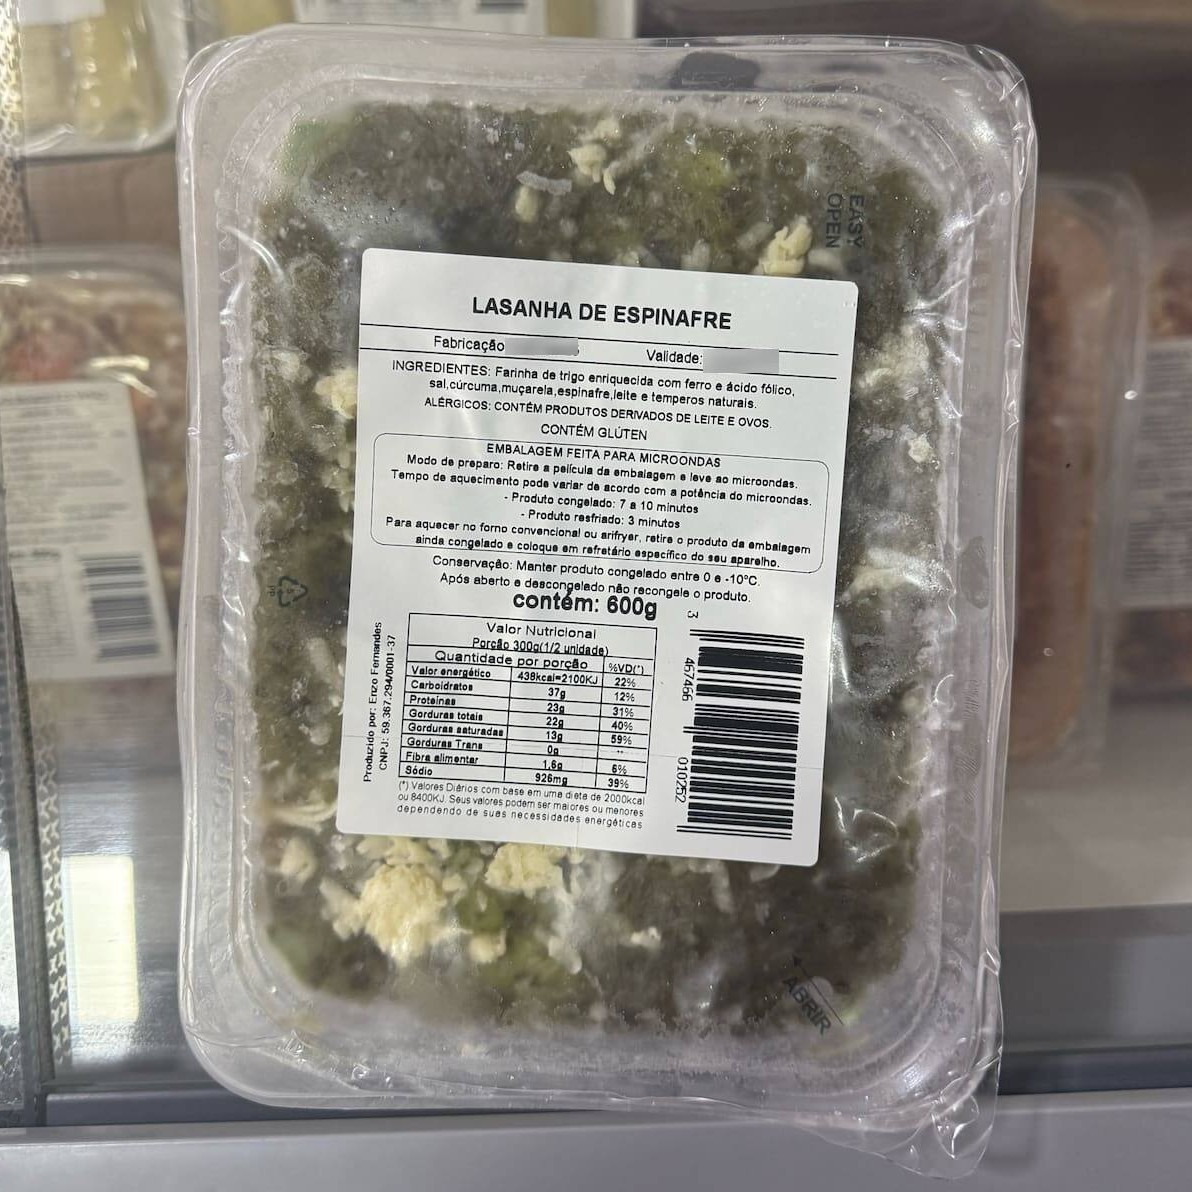 EASY
OPEN
LASANHA DE ESPINAFRE
Fabricação
Validade:
INGREDIENTES: Farinha de trigo enriquecida com ferro e ácido fólico,
sal,cúrcuma,muçarela,espinafre,leite e temperos naturais.
ALÉRGICOS: CONTÉM PRODUTOS DERIVADOS DE LEITE E OVOS.
CONTÉM GLÚTEN
EMBALAGEM FEITA PARA MICROONDAS
Modo de preparo: Retire a película da embalagem e leve ao microondas.
Tempo de aquecimento pode variar de acordo com a potência do microondas.
- Produto congelado: 7 a 10 minutos
- Produto resfriado: 3 minutos
Para aquecer no forno convencional ou arifryer, retire o produto da embalagem
ainda congelado e coloque em refretário específico do seu aparelho.
Conservação: Manter produto congelado entre 0 e -10°C.
Após aberto e descongelado não recongele o produto.
contém: 600g
Valor Nutricional
Porção 300g(1/2 unidade)
Quantidade por porção %VD(*)
Valor energético 438kcal=2100KJ 22%
Carboidratos 37g 12%
Proteínas 23g 31%
Gorduras totais 22g 40%
Gorduras saturadas 13g 59%
Gorduras Trans 0g **
Fibra alimentar 1,6g 6%
Sódio 926mg 39%
(*) Valores Diários com base em uma dieta de 2000kcal
ou 8400KJ. Seus valores podem ser maiores ou menores
dependendo de suas necessidades energéticas
Produzido por: Enzo Fernandes
CNPJ: 59.367.294/0001-37
3 467466 010252
ABRIR